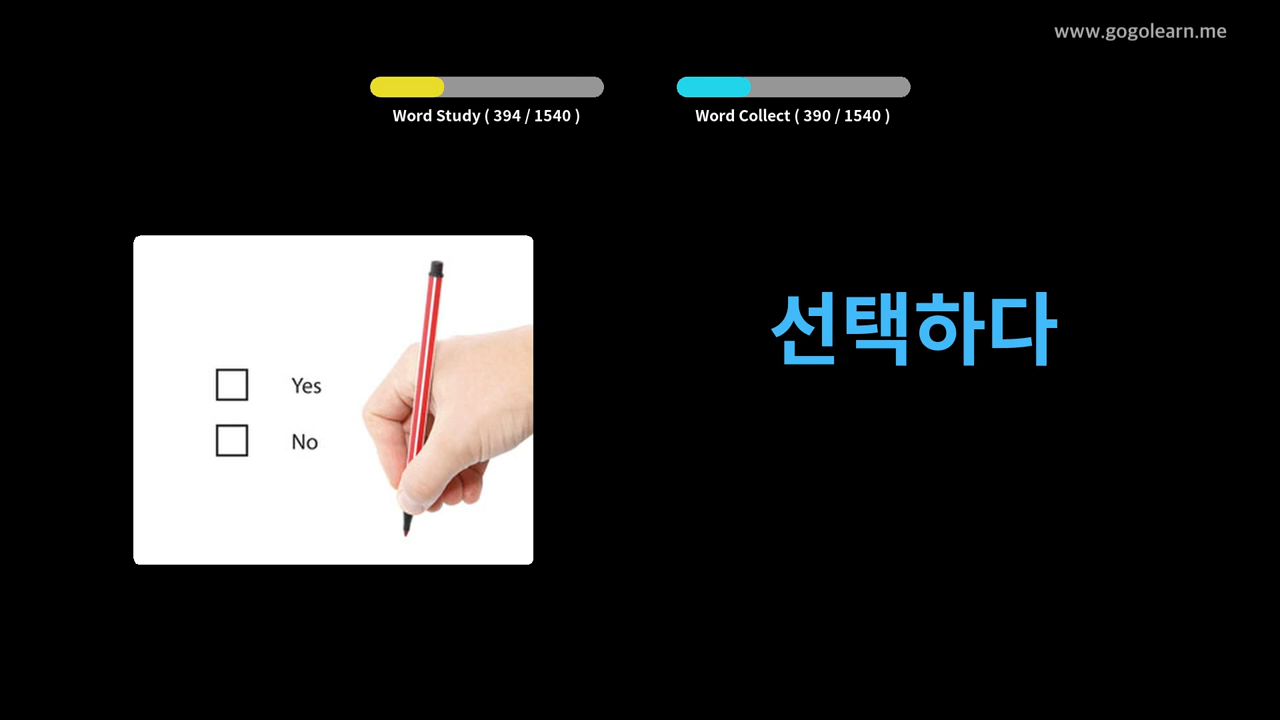 www.gogolearn.me
Word Study ( 394 / 1540 )
Word Collect ( 390 / 1540 )
Yes
No
선택하다